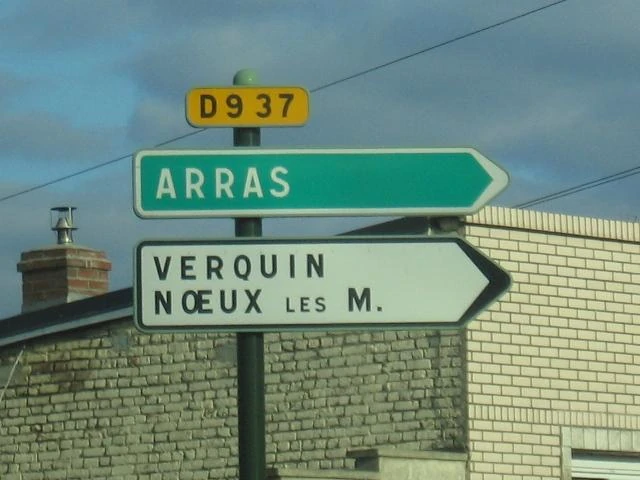 D937
ARRAS
VERQUIN
NŒUX LES M.